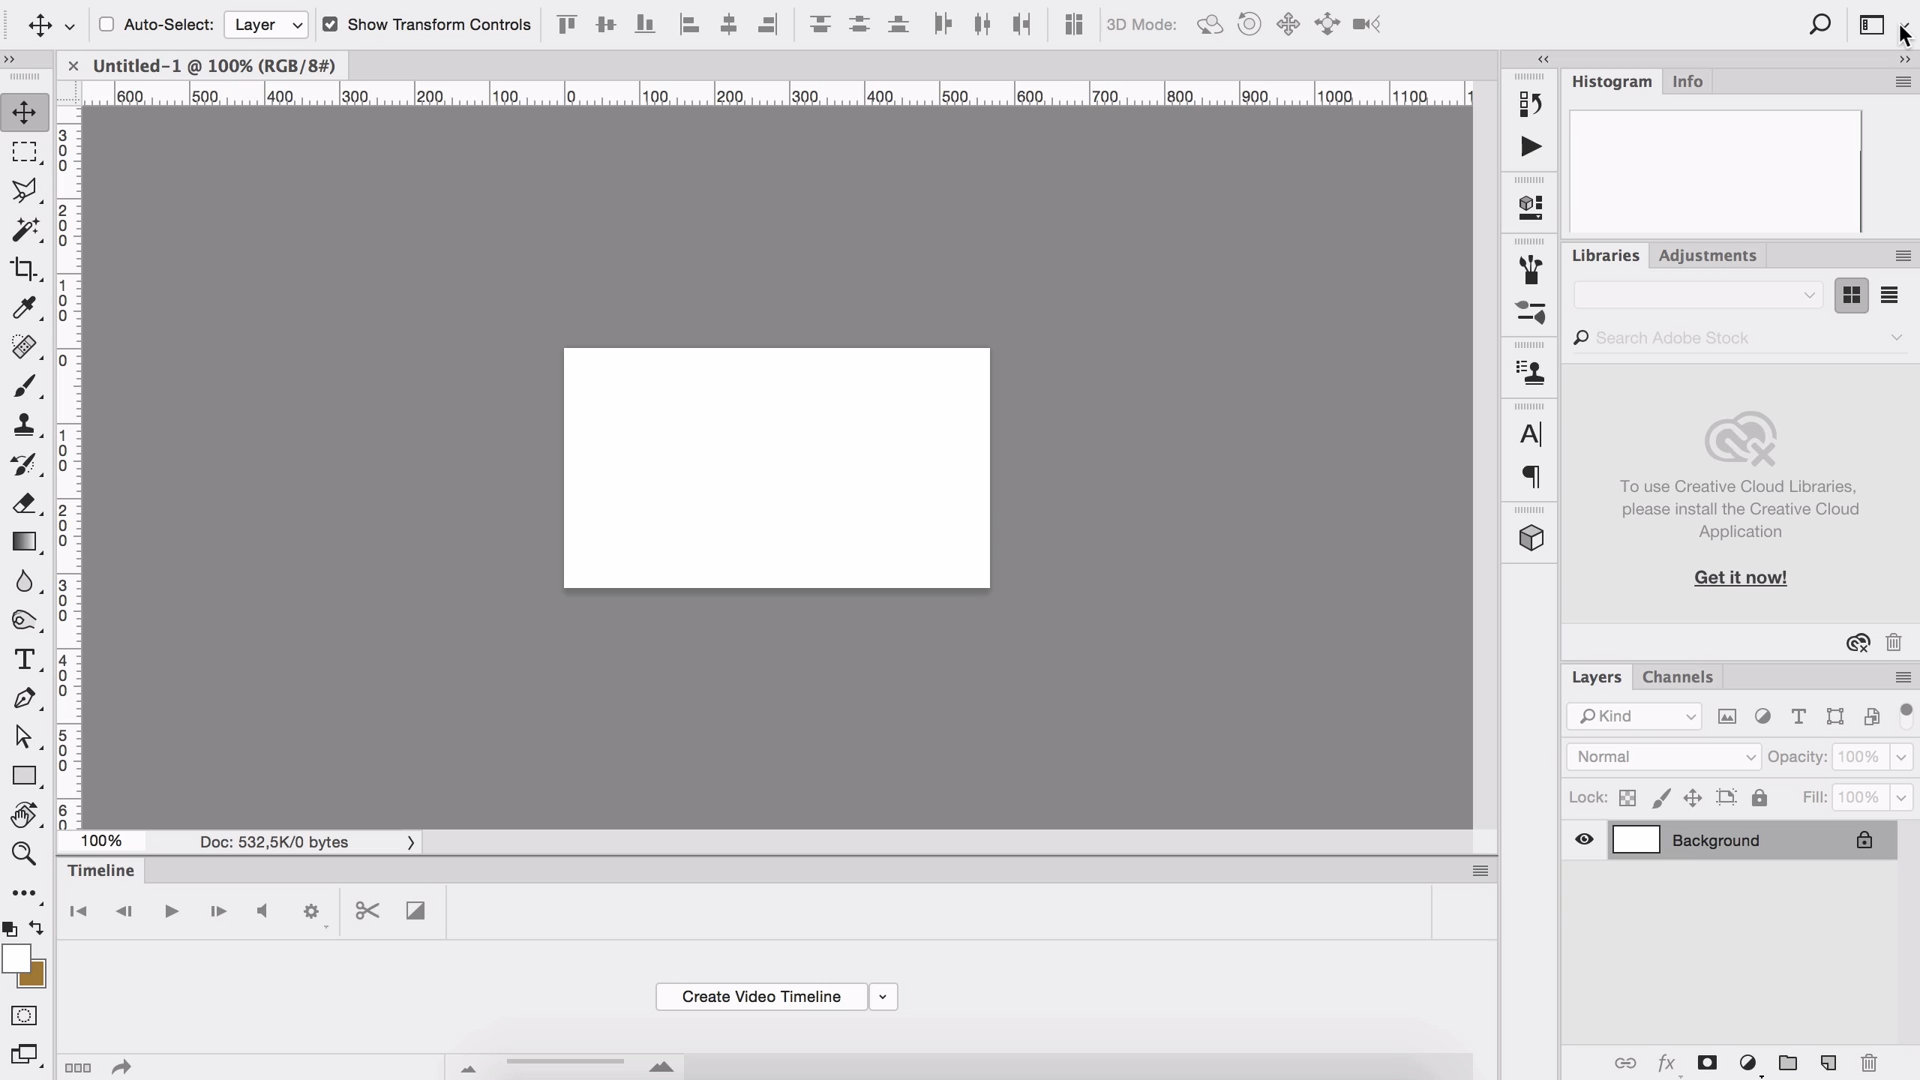 Auto-Select: Layer Show Transform Controls 3D Mode:
Untitled-1 @ 100% (RGB/8#)
600 500 400 300 200 100 0 100 200 300 400 500 600 700 800 900 1000 1100 1
300
200
100
0
100
200
300
400
500
60
100% Doc: 532,5K/0 bytes
Timeline
Create Video Timeline
Histogram Info
Libraries Adjustments
Search Adobe Stock
To use Creative Cloud Libraries,
please install the Creative Cloud
Application
Get it now!
Layers Channels
Kind
Normal Opacity: 100%
Lock: Fill: 100%
Background
fx